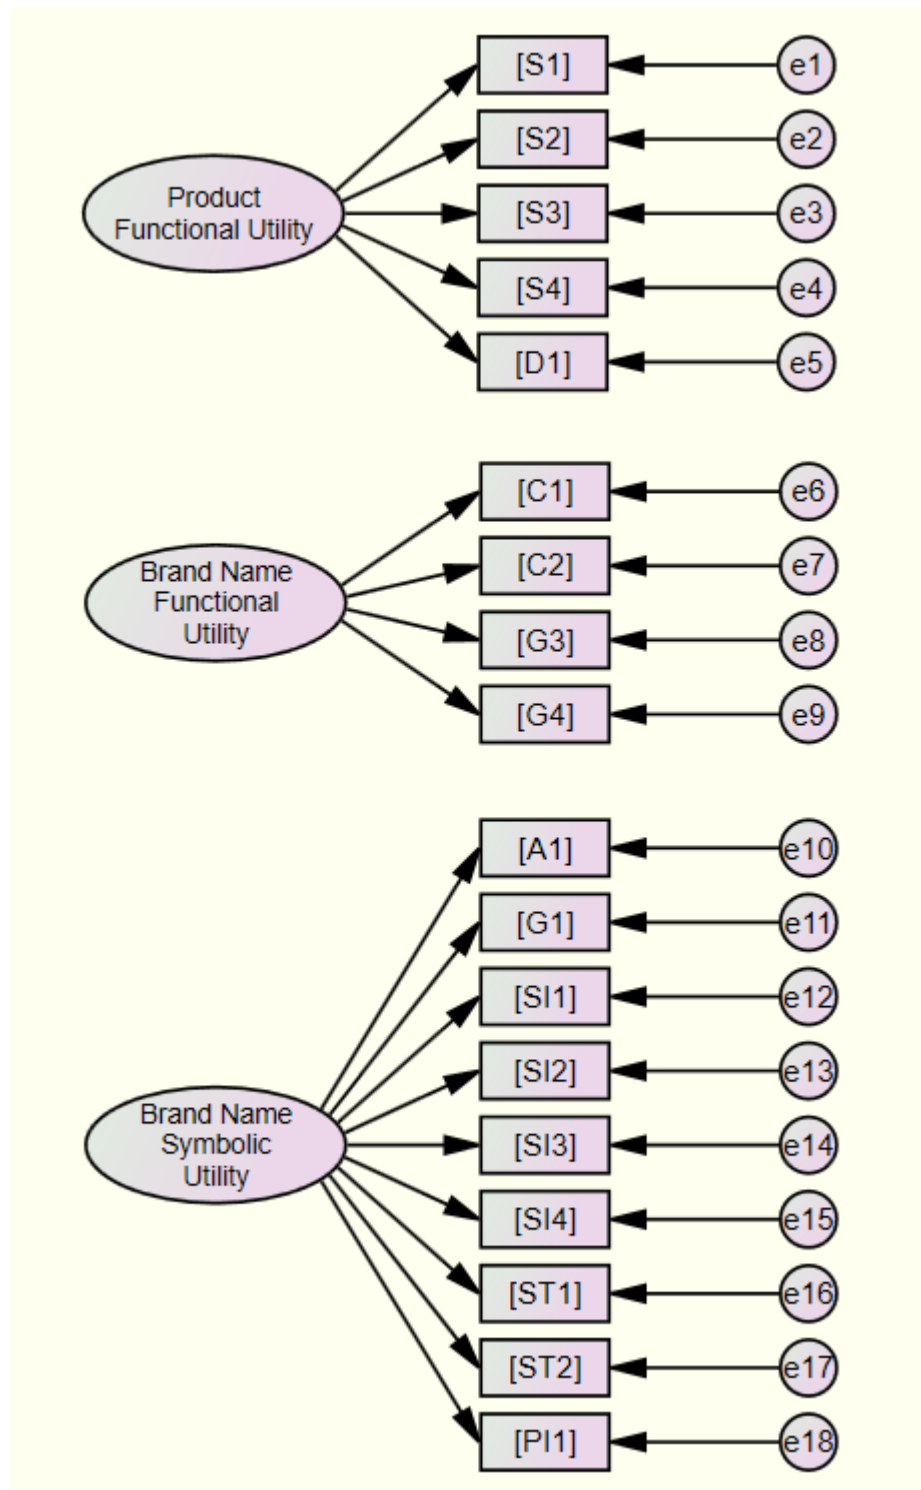 [S1]
e1
[S2]
e2
Product
Functional Utility
[S3]
e3
[S4]
e4
[D1]
e5
[C1]
e6
Brand Name
Functional
Utility
[C2]
e7
[G3]
e8
[G4]
e9
[A1]
e10
[G1]
e11
[SI1]
e12
[SI2]
e13
Brand Name
Symbolic
Utility
[SI3]
e14
[SI4]
e15
[ST1]
e16
[ST2]
e17
[PI1]
e18